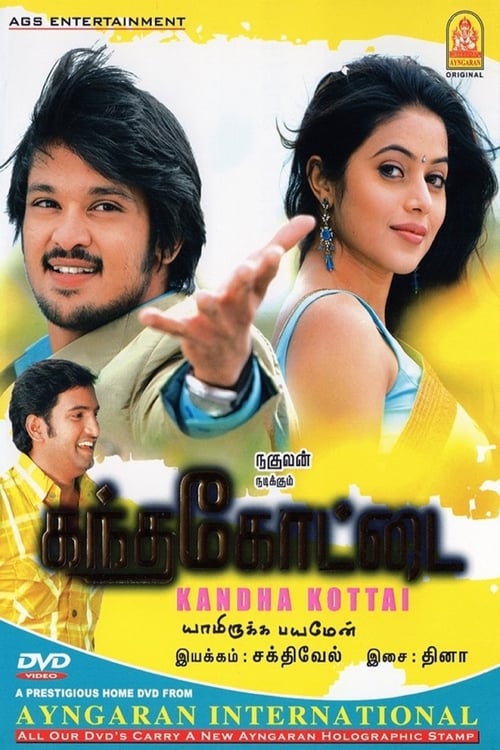 AGS ENTERTAINMENT
AYNGARAN
ORIGINAL
நகுலன்
நடிக்கும்
கந்தகோட்டை
KANDHA KOTTAI
யாமிருக்க பயமேன்
இயக்கம் : சக்திவேல் இசை : தினா
DVD
VIDEO
A PRESTIGIOUS HOME DVD FROM
AYNGARAN INTERNATIONAL
ALL OUR DVD'S CARRY A NEW AYNGARAN HOLOGRAPHIC STAMP